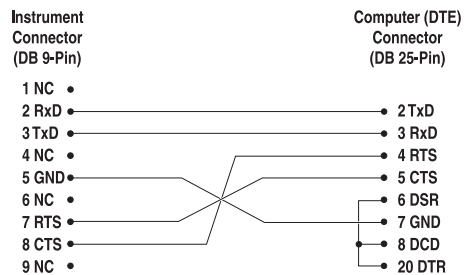 Instrument
Connector
(DB 9-Pin)
Computer (DTE)
Connector
(DB 25-Pin)
1 NC
2 RxD
3 TxD
4 NC
5 GND
6 NC
7 RTS
8 CTS
9 NC
2 TxD
3 RxD
4 RTS
5 CTS
6 DSR
7 GND
8 DCD
20 DTR